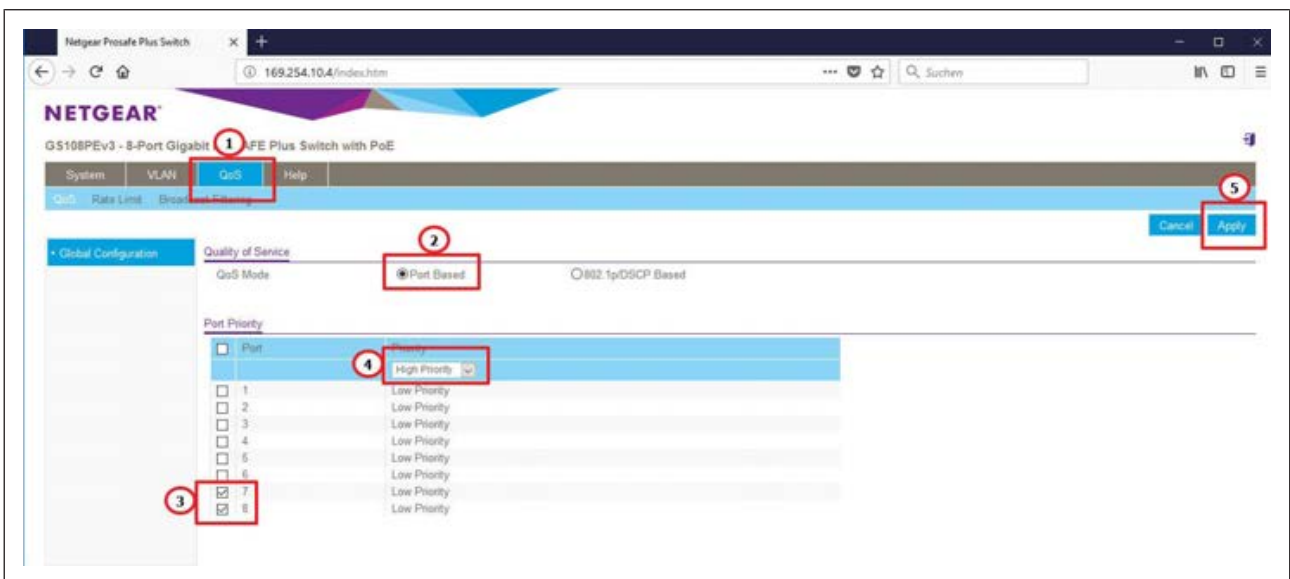 Netgear Prosafe Plus Switch
169.254.10.4/index.htm
Suchen
NETGEAR
GS108PEv3 - 8-Port Gigabit AFE Plus Switch with PoE
1
System VLAN QoS Help
QoS Rate Limit Broadcast Filtering
5
Cancel Apply
2
Global Configuration
Quality of Service
QoS Mode Port Based 802.1p/DSCP Based
Port Priority
Port Priority
4
High Priority
1 Low Priority
2 Low Priority
3 Low Priority
4 Low Priority
5 Low Priority
6 Low Priority
3
7 Low Priority
8 Low Priority